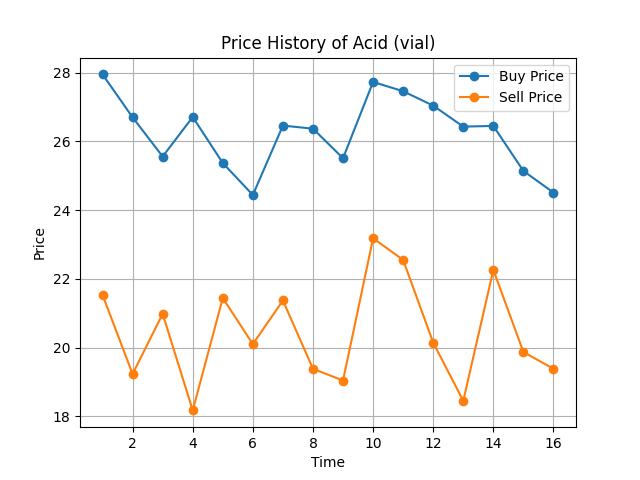 Price History of Acid (vial)
Buy Price
Sell Price
28
26
24
22
20
18
Price
2 4 6 8 10 12 14 16
Time